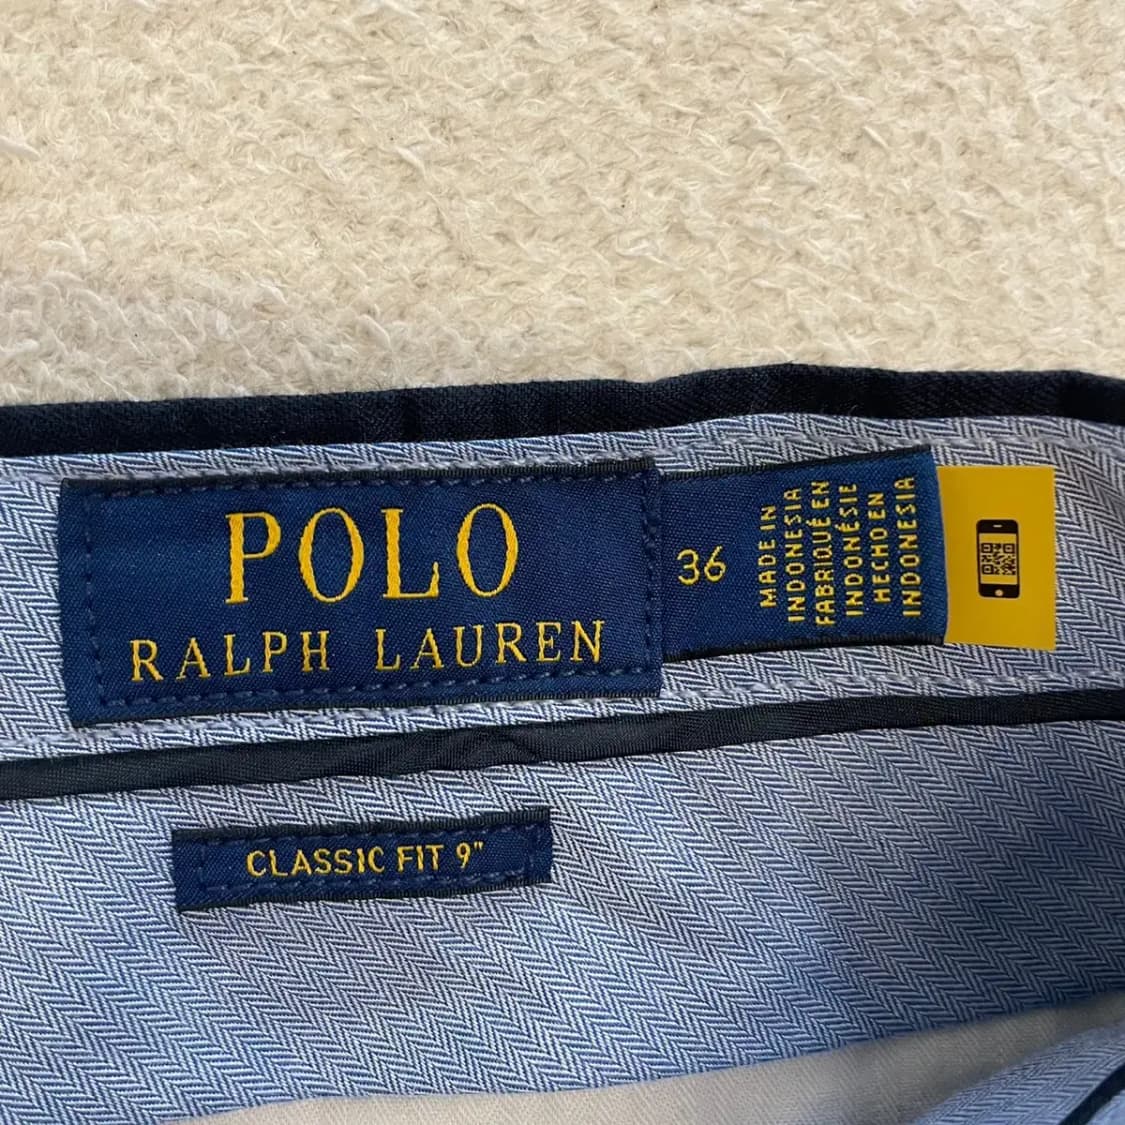 POLO
RALPH LAUREN
36
MADE IN
INDONESIA
FABRIQUÉ EN
INDONÉSIE
HECHO EN
INDONESIA
CLASSIC FIT 9"